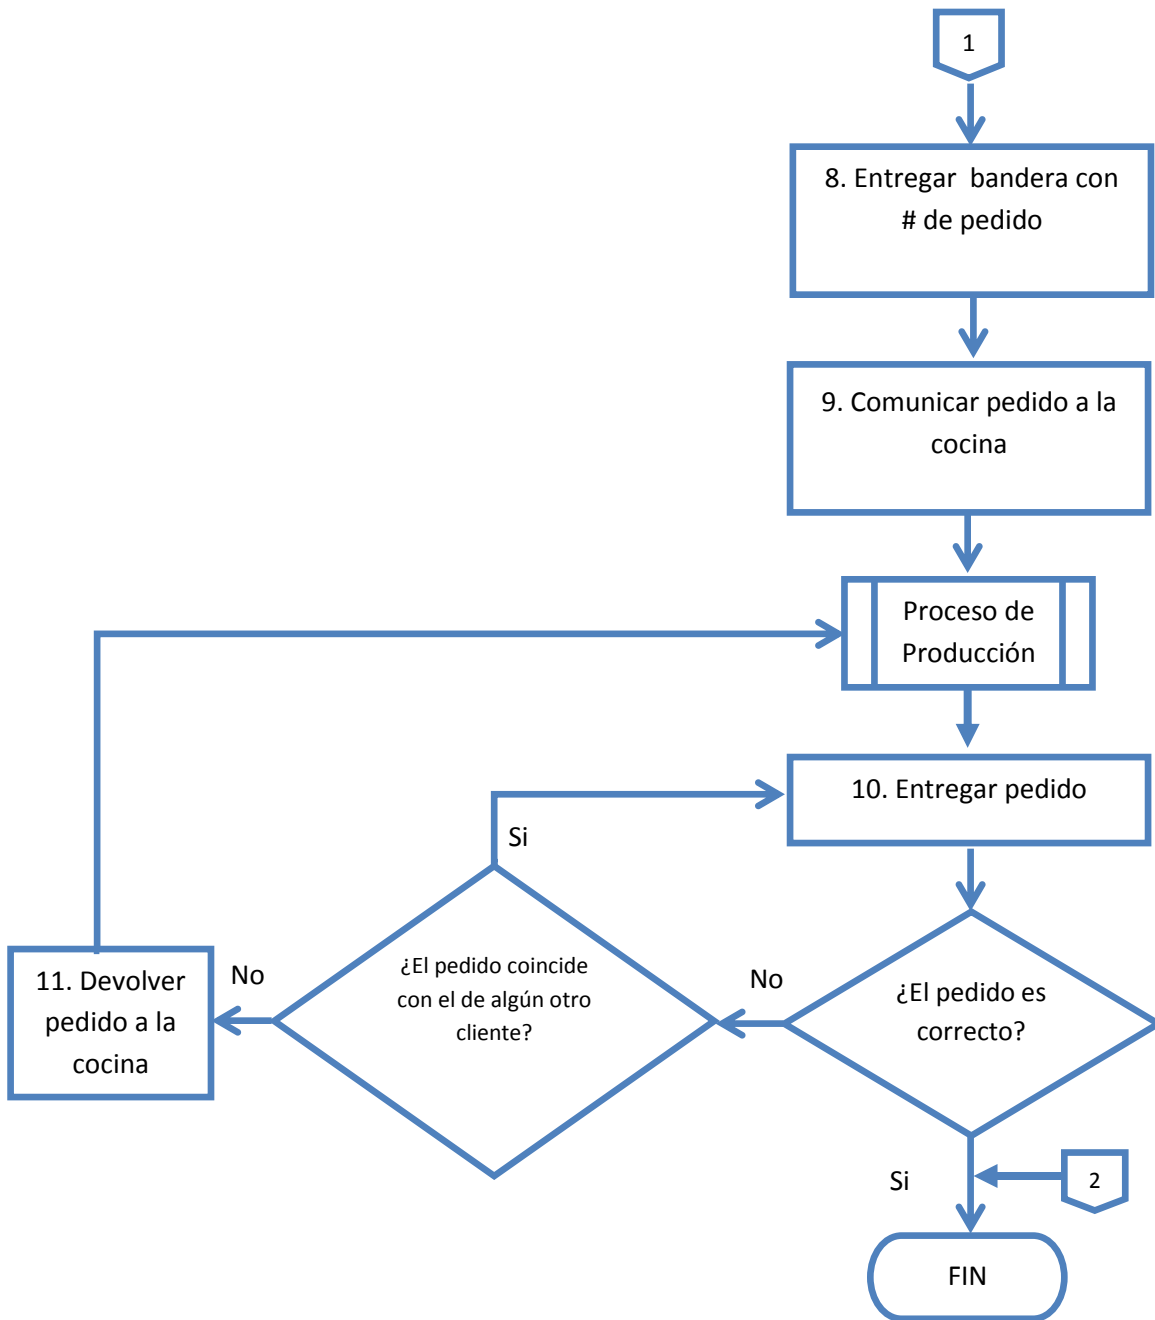 1
8. Entregar  bandera con
# de pedido
9. Comunicar pedido a la
cocina
Proceso de
Producción
10. Entregar pedido
Si
¿El pedido coincide
con el de algún otro
cliente?
No
11. Devolver
pedido a la
cocina
No
¿El pedido es
correcto?
Si
2
FIN